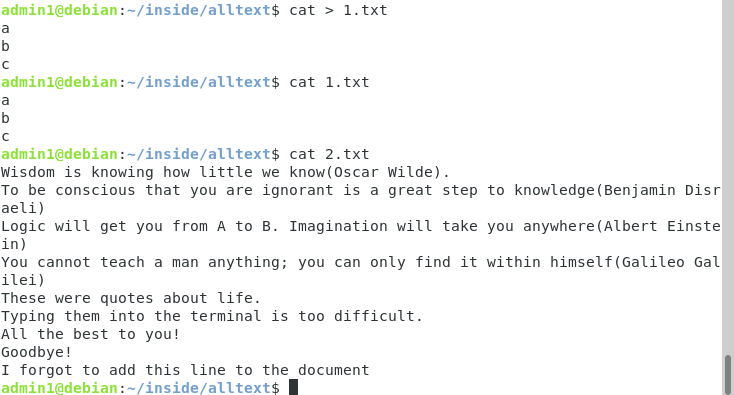 admin1@debian:~/inside/alltext$ cat > 1.txt
a
b
c
admin1@debian:~/inside/alltext$ cat 1.txt
a
b
c
admin1@debian:~/inside/alltext$ cat 2.txt
Wisdom is knowing how little we know(Oscar Wilde).
To be conscious that you are ignorant is a great step to knowledge(Benjamin Disr
aeli)
Logic will get you from A to B. Imagination will take you anywhere(Albert Einste
in)
You cannot teach a man anything; you can only find it within himself(Galileo Gal
ilei)
These were quotes about life.
Typing them into the terminal is too difficult.
All the best to you!
Goodbye!
I forgot to add this line to the document
admin1@debian:~/inside/alltext$